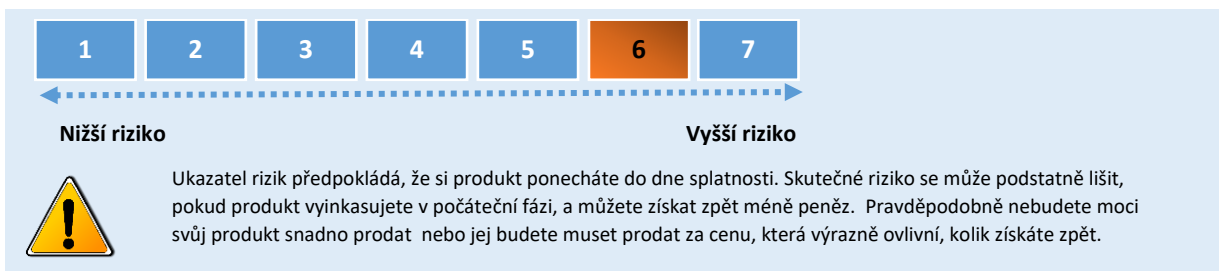 1 2 3 4 5 6 7
Nižší riziko Vyšší riziko
Ukazatel rizik předpokládá, že si produkt ponecháte do dne splatnosti. Skutečné riziko se může podstatně lišit,
pokud produkt vyinkasujete v počáteční fázi, a můžete získat zpět méně peněz. Pravděpodobně nebudete moci
svůj produkt snadno prodat nebo jej budete muset prodat za cenu, která výrazně ovlivní, kolik získáte zpět.